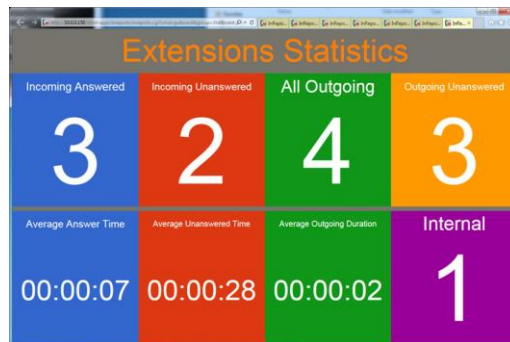 Extensions Statistics
Incoming Answered
Incoming Unanswered
All Outgoing
Outgoing Unanswered
3
2
4
3
Average Answer Time
Average Unanswered Time
Average Outgoing Duration
Internal
00:00:07
00:00:28
00:00:02
1